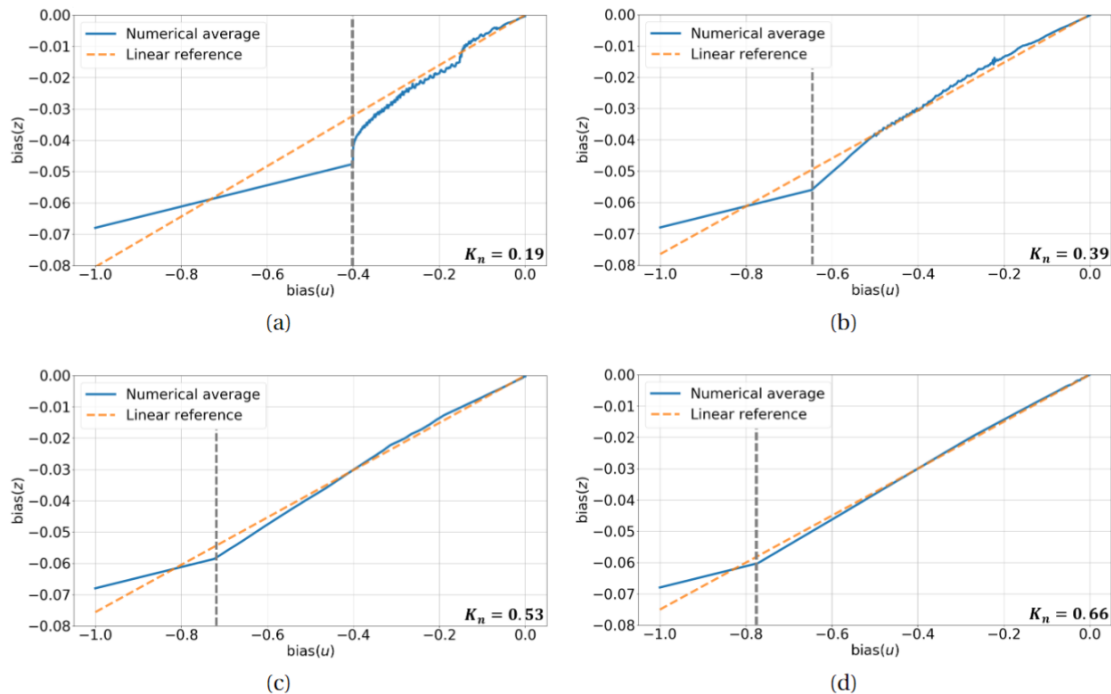 0.00
−0.01
−0.02
−0.03
−0.04
−0.05
−0.06
−0.07
−0.08
bias(z)
Numerical average
Linear reference
K_n = 0.19
−1.0 −0.8 −0.6 −0.4 −0.2 0.0
bias(u)
(a)
0.00
−0.01
−0.02
−0.03
−0.04
−0.05
−0.06
−0.07
−0.08
bias(z)
Numerical average
Linear reference
K_n = 0.39
−1.0 −0.8 −0.6 −0.4 −0.2 0.0
bias(u)
(b)
0.00
−0.01
−0.02
−0.03
−0.04
−0.05
−0.06
−0.07
−0.08
bias(z)
Numerical average
Linear reference
K_n = 0.53
−1.0 −0.8 −0.6 −0.4 −0.2 0.0
bias(u)
(c)
0.00
−0.01
−0.02
−0.03
−0.04
−0.05
−0.06
−0.07
−0.08
bias(z)
Numerical average
Linear reference
K_n = 0.66
−1.0 −0.8 −0.6 −0.4 −0.2 0.0
bias(u)
(d)